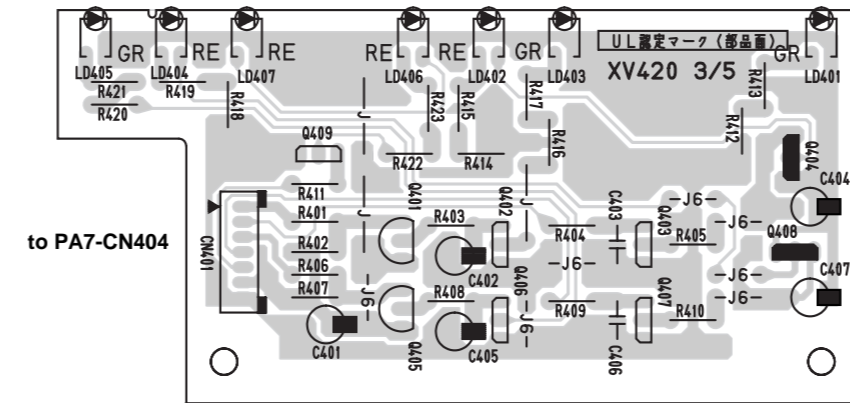 GR
RE
RE
RE
RE
GR
UL認定マーク (部品面)
GR
LD405
LD404
LD407
LD406
LD402
LD403
XV420 3/5
LD401
R421
R419
R420
R418
J
R423
R415
R417
R413
R412
R416
Q409
R422
R414
Q404
C404
R411
R401
R402
R406
R407
J
Q401
R403
Q402
J
R404
C403
Q403
J6
R405
J6
Q408
to PA7-CN404
CN401
C402
J6
J6
J6
C407
J6
R408
Q406
J6
R409
Q407
R410
C401
Q405
C405
C406